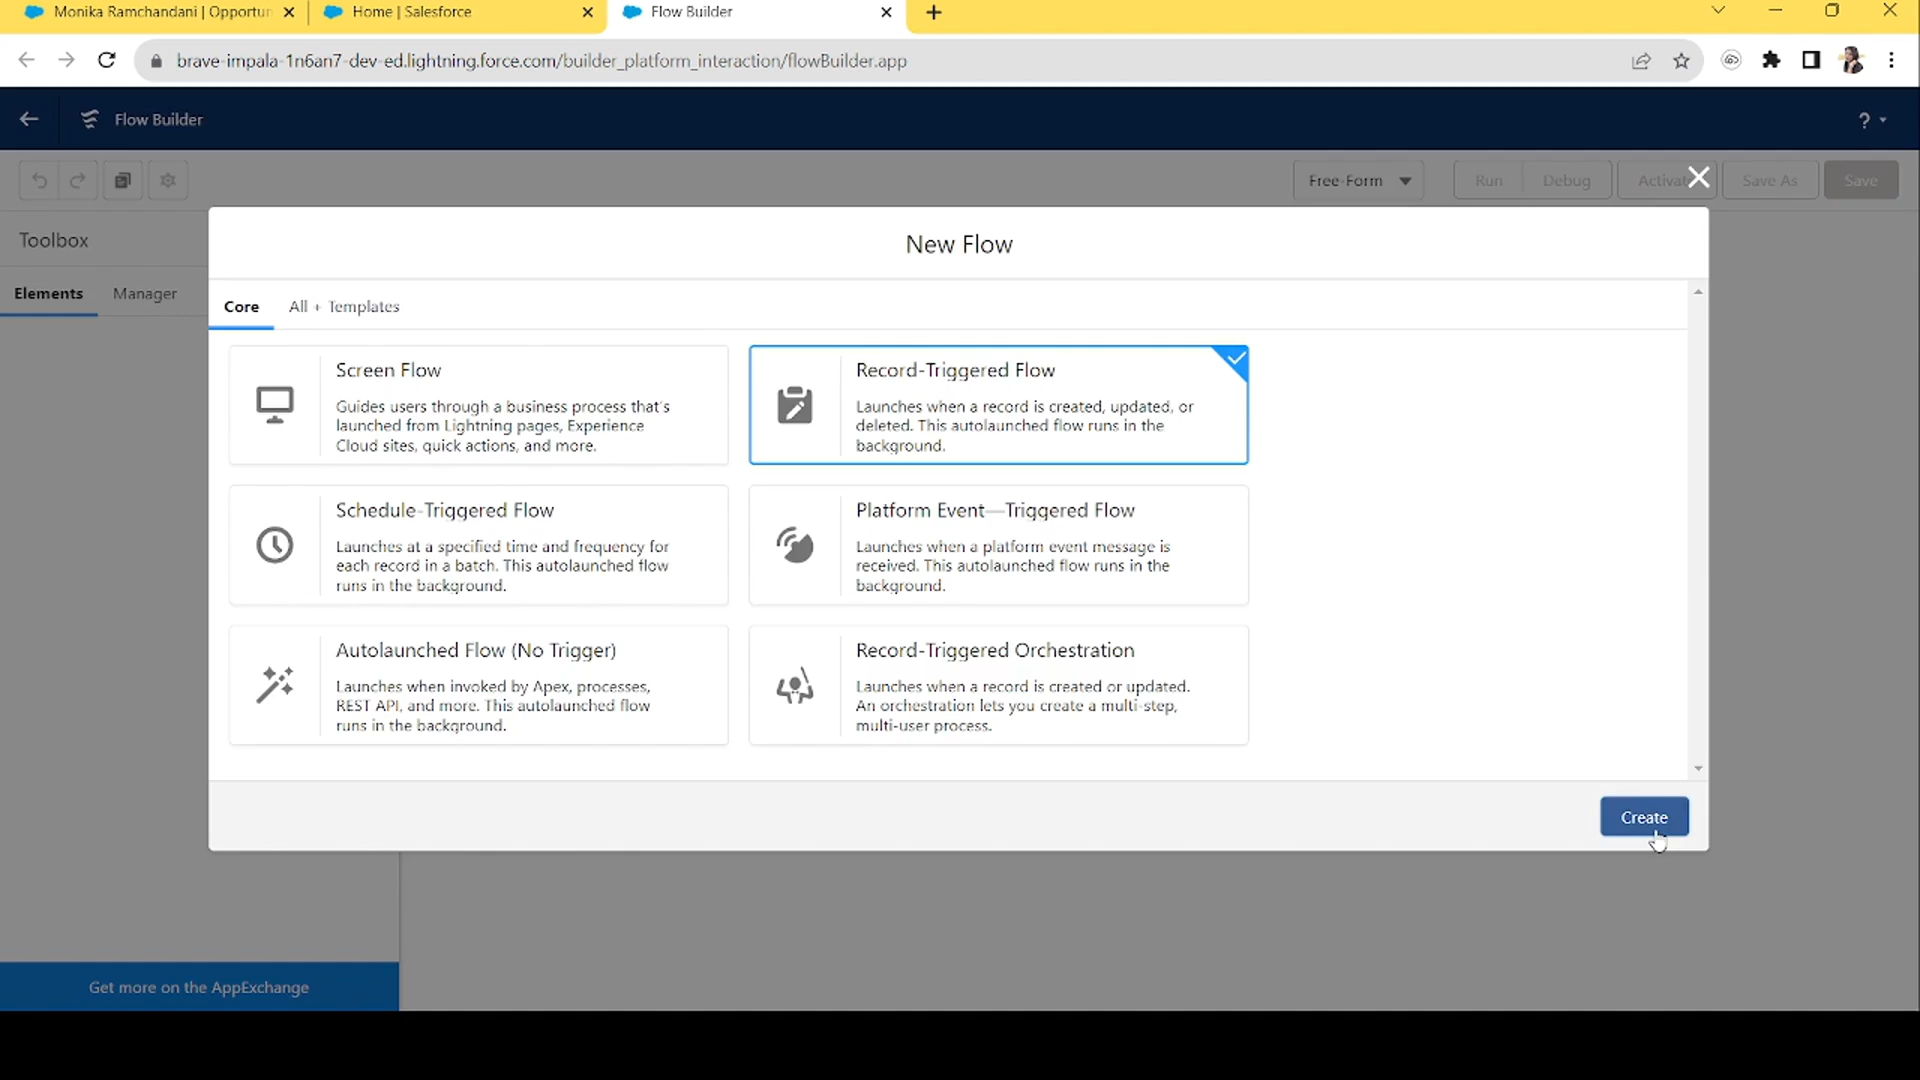 Monika Ramchandani | Opportun
Home | Salesforce
Flow Builder
brave-impala-1n6an7-dev-ed.lightning.force.com/builder_platform_interaction/flowBuilder.app
Flow Builder
?
Free-Form
Run
Debug
Activat
Save As
Save
Toolbox
New Flow
Elements
Manager
Core
All + Templates
Screen Flow
Guides users through a business process that's
launched from Lightning pages, Experience
Cloud sites, quick actions, and more.
Record-Triggered Flow
Launches when a record is created, updated, or
deleted. This autolaunched flow runs in the
background.
Schedule-Triggered Flow
Launches at a specified time and frequency for
each record in a batch. This autolaunched flow
runs in the background.
Platform Event—Triggered Flow
Launches when a platform event message is
received. This autolaunched flow runs in the
background.
Autolaunched Flow (No Trigger)
Launches when invoked by Apex, processes,
REST API, and more. This autolaunched flow
runs in the background.
Record-Triggered Orchestration
Launches when a record is created or updated.
An orchestration lets you create a multi-step,
multi-user process.
Create
Get more on the AppExchange